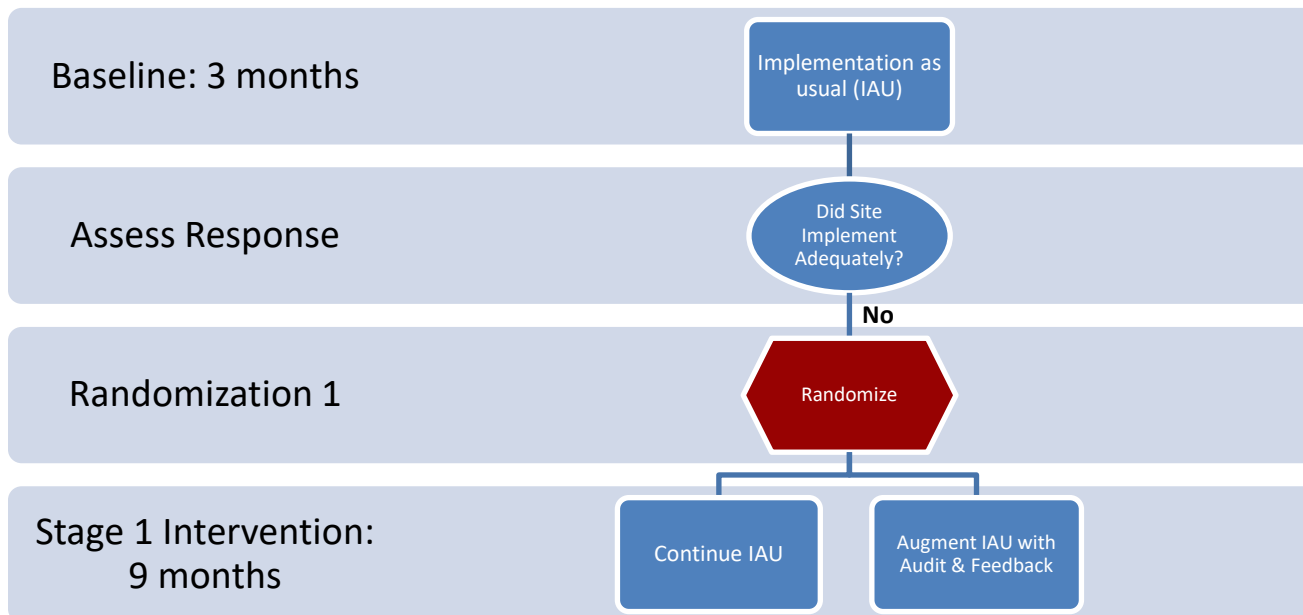 Baseline: 3 months
Implementation as
usual (IAU)
Assess Response
Did Site
Implement
Adequately?
No
Randomization 1
Randomize
Stage 1 Intervention:
9 months
Continue IAU
Augment IAU with
Audit & Feedback